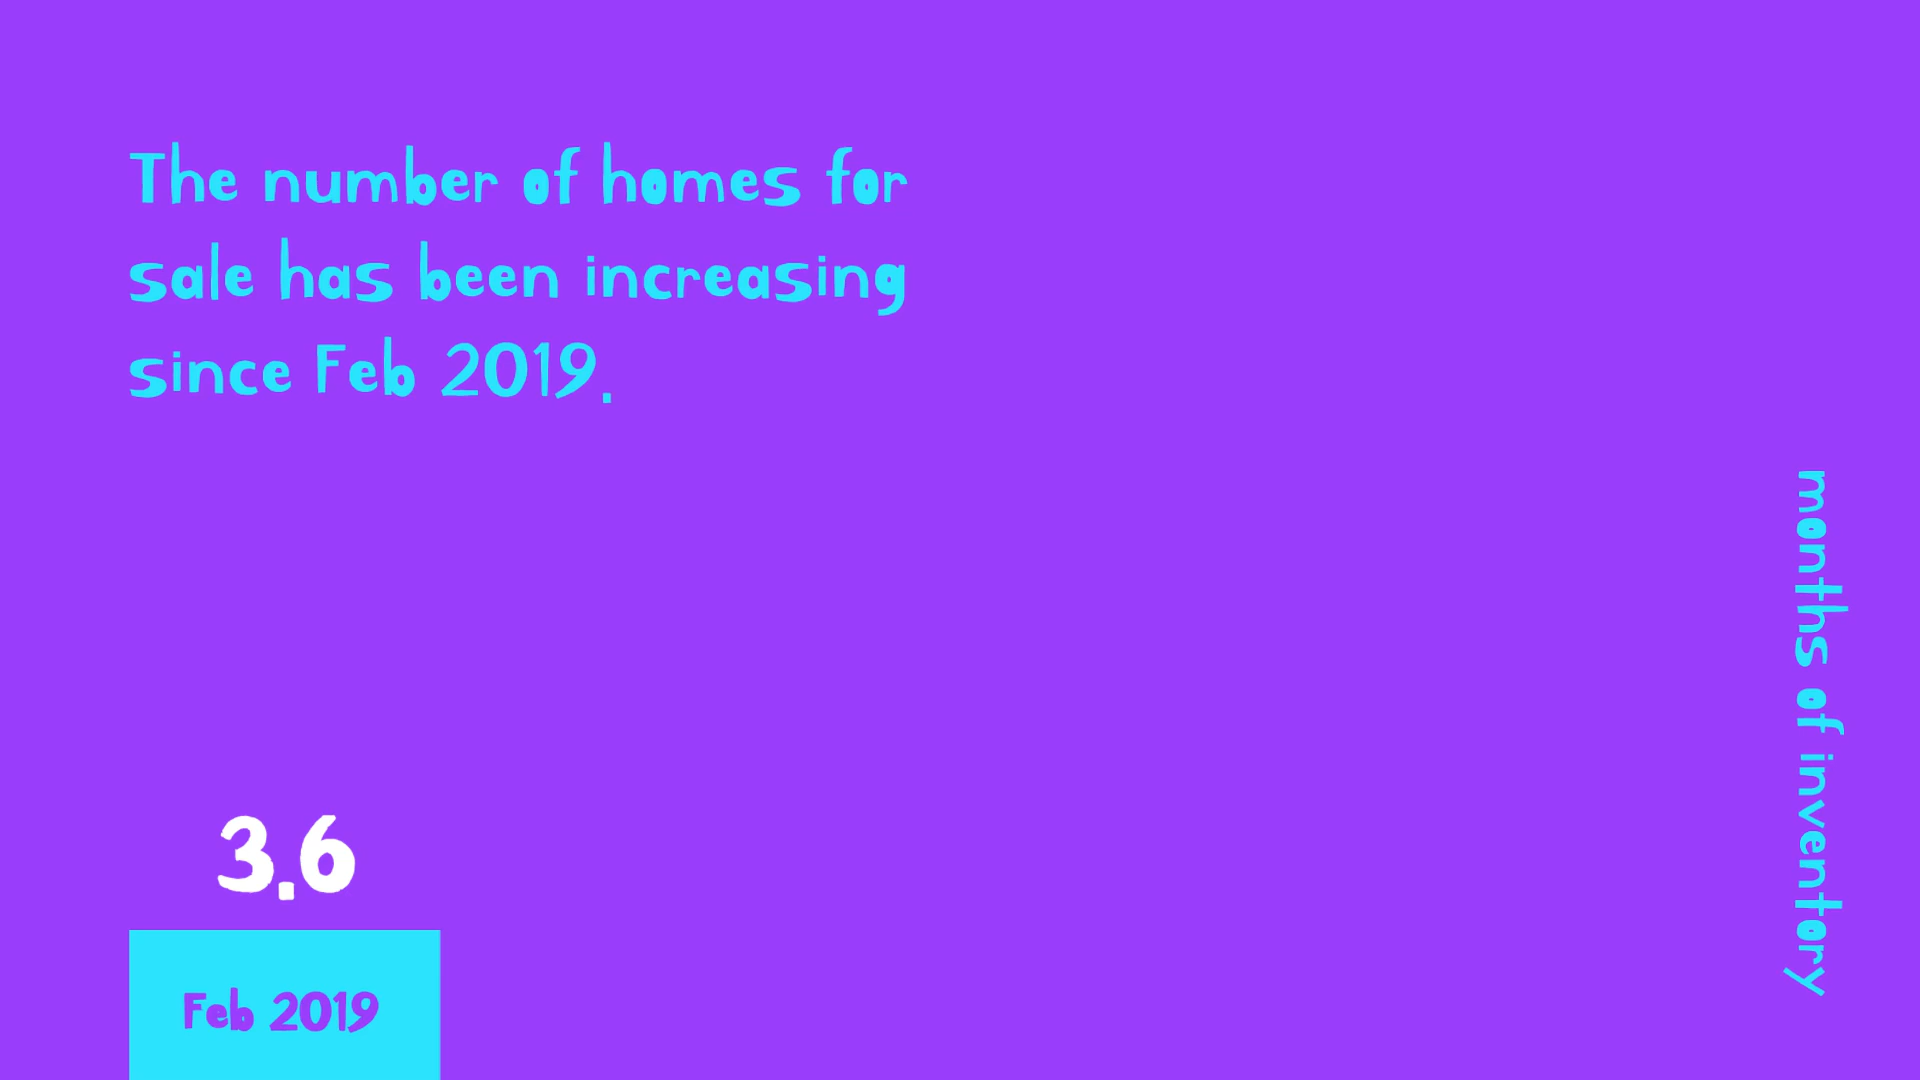 The number of homes for
sale has been increasing
since Feb 2019.
months of inventory
3.6
Feb 2019